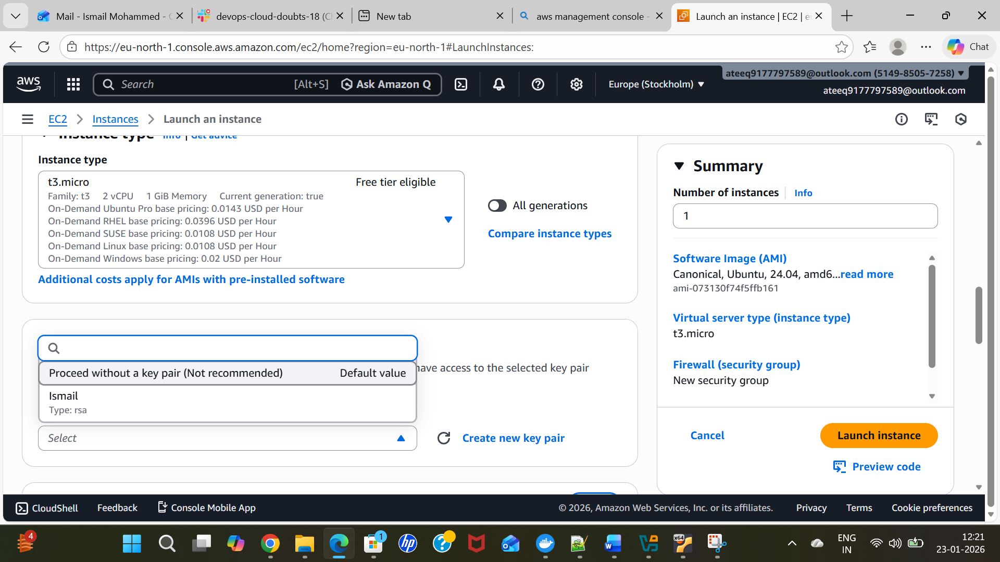 Mail - Ismail Mohammed - O
devops-cloud-doubts-18 (Cl
New tab
aws management console -
Launch an instance | EC2 | eu
https://eu-north-1.console.aws.amazon.com/ec2/home?region=eu-north-1#LaunchInstances:
Chat
aws
Search
[Alt+S]
Ask Amazon Q
Europe (Stockholm)
ateeq9177797589@outlook.com (5149-8505-7258)
ateeq9177797589@outlook.com
EC2
Instances
Launch an instance
Instance type Info | Get advice
Instance type
t3.micro
Free tier eligible
Family: t3 2 vCPU 1 GiB Memory Current generation: true
On-Demand Ubuntu Pro base pricing: 0.0143 USD per Hour
On-Demand RHEL base pricing: 0.0396 USD per Hour
On-Demand SUSE base pricing: 0.0108 USD per Hour
On-Demand Linux base pricing: 0.0108 USD per Hour
On-Demand Windows base pricing: 0.02 USD per Hour
All generations
Compare instance types
Additional costs apply for AMIs with pre-installed software
have access to the selected key pair
Proceed without a key pair (Not recommended)
Default value
Ismail
Type: rsa
Select
Create new key pair
Summary
Number of instances
Info
1
Software Image (AMI)
Canonical, Ubuntu, 24.04, amd6...read more
ami-073130f74f5ffb161
Virtual server type (instance type)
t3.micro
Firewall (security group)
New security group
Cancel
Launch instance
Preview code
CloudShell
Feedback
Console Mobile App
© 2026, Amazon Web Services, Inc. or its affiliates.
Privacy
Terms
Cookie preferences
4
1
hp
x64
ENG
IN
12:21
23-01-2026